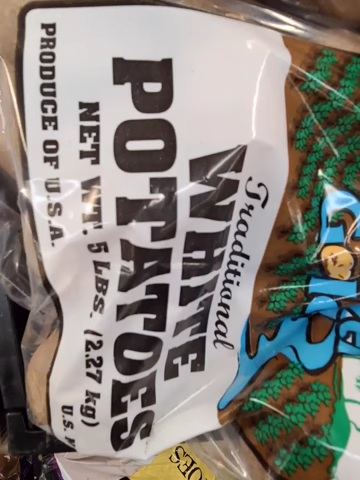 Traditional
WHITE
POTATOES
NET WT 5 LBS. (2.27 kg)
PRODUCE OF U.S.A.
U.S.